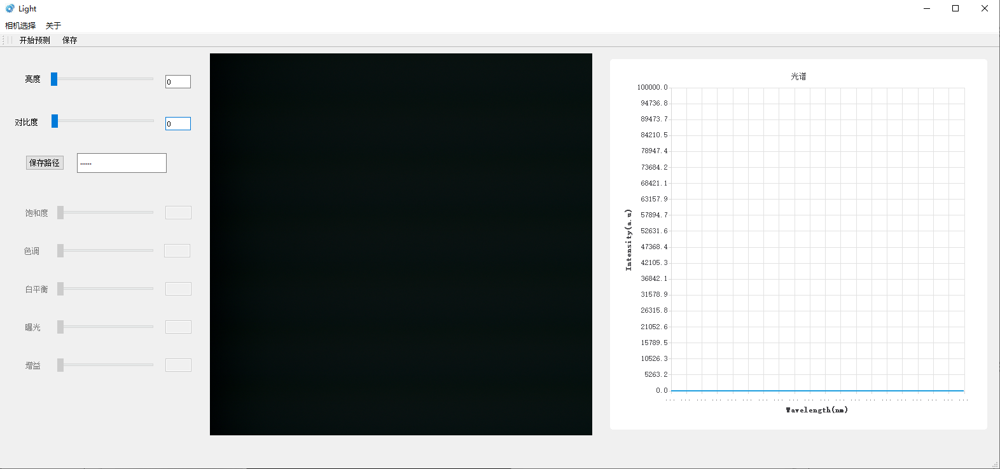 Light
相机选择 关于
开始预测 保存
亮度 0
对比度 0
保存路径 ......
饱和度
色调
白平衡
曝光
增益
光谱
100000.0
94736.8
89473.7
84210.5
78947.4
73684.2
68421.1
63157.9
57894.7
52631.6
47368.4
42105.3
36842.1
31578.9
26315.8
21052.6
15789.5
10526.3
5263.2
0.0
Intensity(a.u)
... ... ... ... ... ... ... ... ... ... ... ... ... ... ... ... ... ... ... ...
Wavelength(nm)